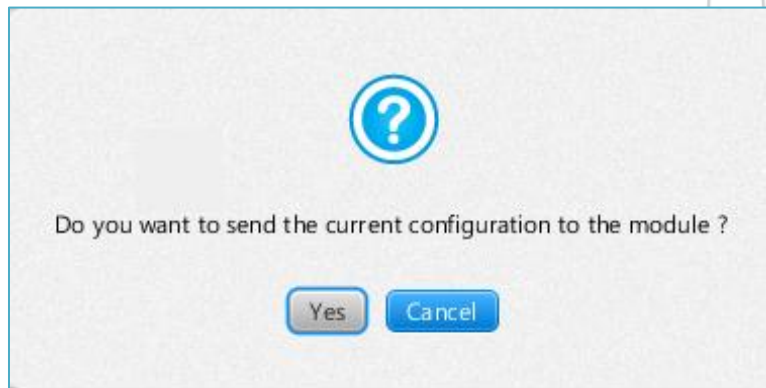 Do you want to send the current configuration to the module ?
Yes Cancel